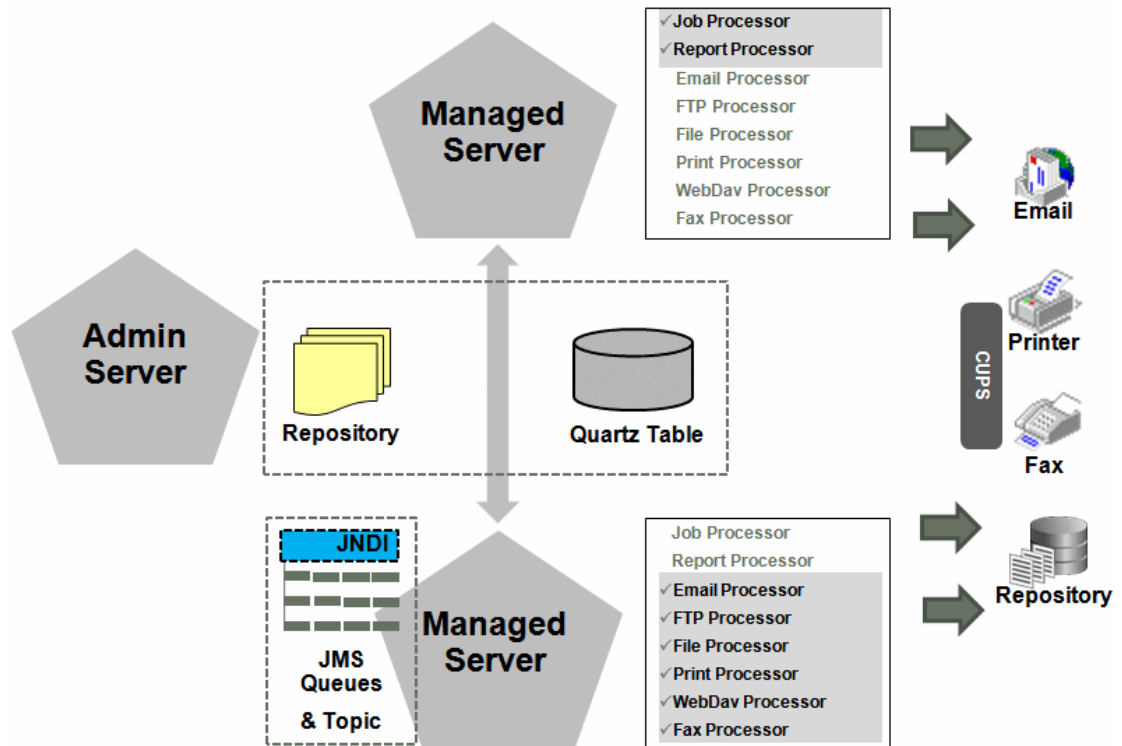 Managed
Server
Job Processor
Report Processor
Email Processor
FTP Processor
File Processor
Print Processor
WebDav Processor
Fax Processor
Email
Admin
Server
Repository
Quartz Table
CUPS
Printer
Fax
JNDI
JMS
Queues
& Topic
Managed
Server
Job Processor
Report Processor
Email Processor
FTP Processor
File Processor
Print Processor
WebDav Processor
Fax Processor
Repository